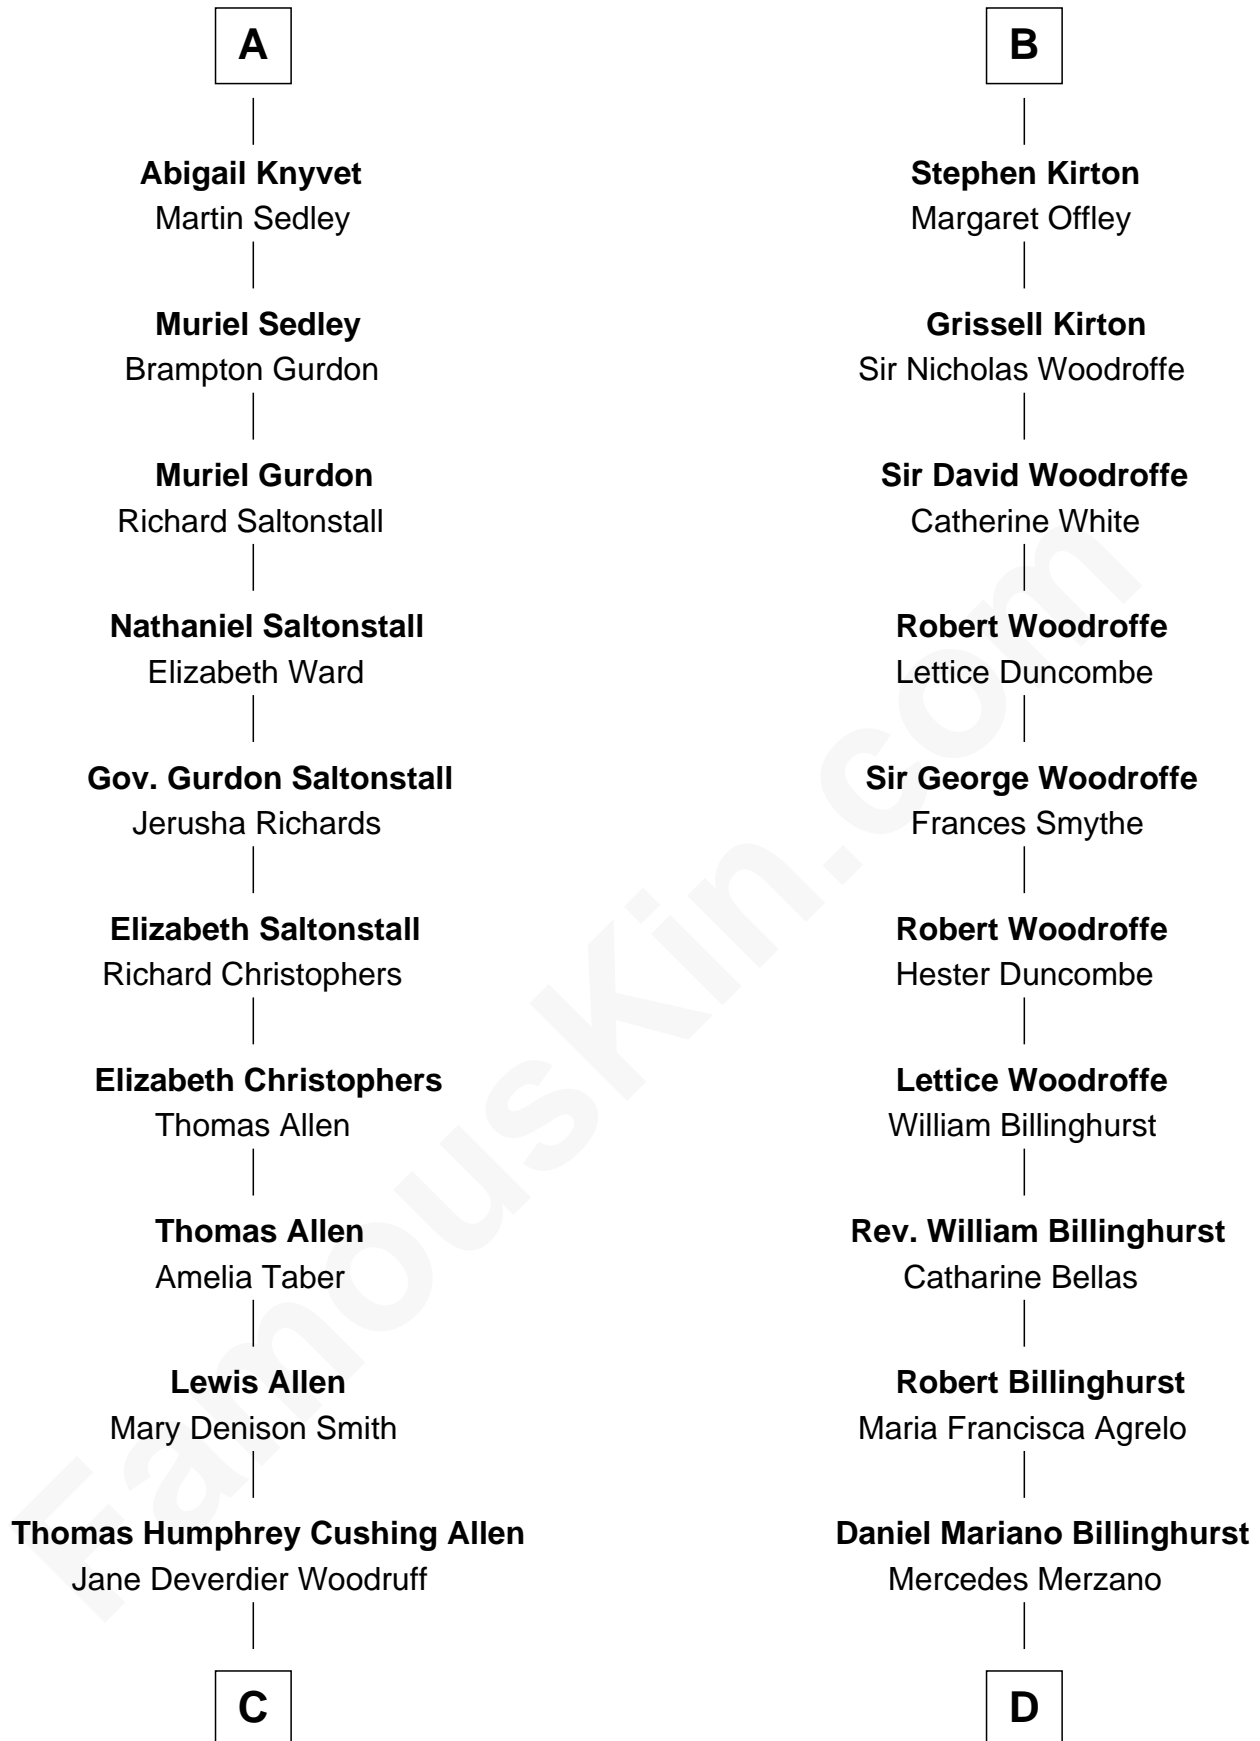 A
Abigail Knyvet
Martin Sedley
Muriel Sedley
Brampton Gurdon
Muriel Gurdon
Richard Saltonstall
Nathaniel Saltonstall
Elizabeth Ward
Gov. Gurdon Saltonstall
Jerusha Richards
Elizabeth Saltonstall
Richard Christophers
Elizabeth Christophers
Thomas Allen
Thomas Allen
Amelia Taber
Lewis Allen
Mary Denison Smith
Thomas Humphrey Cushing Allen
Jane Deverdier Woodruff
C
B
Stephen Kirton
Margaret Offley
Grissell Kirton
Sir Nicholas Woodroffe
Sir David Woodroffe
Catherine White
Robert Woodroffe
Lettice Duncombe
Sir George Woodroffe
Frances Smythe
Robert Woodroffe
Hester Duncombe
Lettice Woodroffe
William Billinghurst
Rev. William Billinghurst
Catharine Bellas
Robert Billinghurst
Maria Francisca Agrelo
Daniel Mariano Billinghurst
Mercedes Merzano
D
FamousKin.com